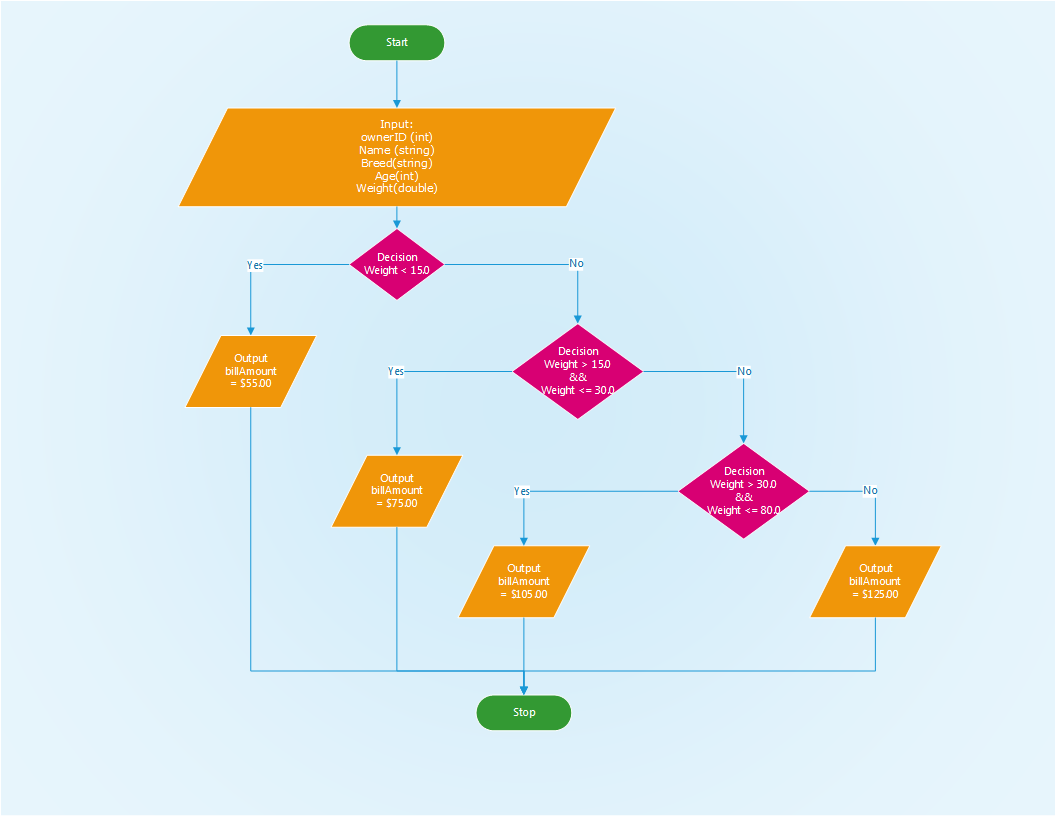 Start
Input:
ownerID (int)
Name (string)
Breed(string)
Age(int)
Weight(double)
Decision
Weight < 15.0
Yes
No
Output
billAmount
= $55.00
Decision
Weight > 15.0
&&
Weight <= 30.0
Yes
No
Output
billAmount
= $75.00
Decision
Weight > 30.0
&&
Weight <= 80.0
Yes
No
Output
billAmount
= $105.00
Output
billAmount
= $125.00
Stop